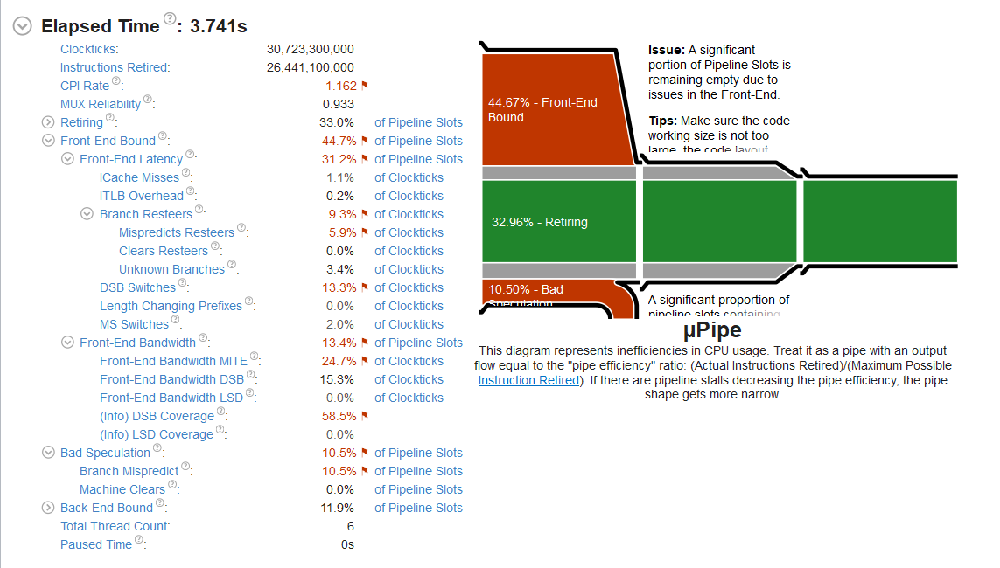 Elapsed Time ?: 3.741s
Clockticks: 30,723,300,000
Instructions Retired: 26,441,100,000
CPI Rate ?: 1.162
MUX Reliability ?: 0.933
Retiring ?: 33.0% of Pipeline Slots
Front-End Bound ?: 44.7% of Pipeline Slots
Front-End Latency ?: 31.2% of Pipeline Slots
ICache Misses ?: 1.1% of Clockticks
ITLB Overhead ?: 0.2% of Clockticks
Branch Resteers ?: 9.3% of Clockticks
Mispredicts Resteers ?: 5.9% of Clockticks
Clears Resteers ?: 0.0% of Clockticks
Unknown Branches ?: 3.4% of Clockticks
DSB Switches ?: 13.3% of Clockticks
Length Changing Prefixes ?: 0.0% of Clockticks
MS Switches ?: 2.0% of Clockticks
Front-End Bandwidth ?: 13.4% of Pipeline Slots
Front-End Bandwidth MITE ?: 24.7% of Clockticks
Front-End Bandwidth DSB ?: 15.3% of Clockticks
Front-End Bandwidth LSD ?: 0.0% of Clockticks
(Info) DSB Coverage ?: 58.5%
(Info) LSD Coverage ?: 0.0%
Bad Speculation ?: 10.5% of Pipeline Slots
Branch Mispredict ?: 10.5% of Pipeline Slots
Machine Clears ?: 0.0% of Pipeline Slots
Back-End Bound ?: 11.9% of Pipeline Slots
Total Thread Count: 6
Paused Time ?: 0s
44.67% - Front-End
Bound
32.96% - Retiring
10.50% - Bad
Speculation
Issue: A significant
portion of Pipeline Slots is
remaining empty due to
issues in the Front-End.
Tips: Make sure the code
working size is not too
large, the code layout
A significant proportion of
pipeline slots containing
µPipe
This diagram represents inefficiencies in CPU usage. Treat it as a pipe with an output
flow equal to the "pipe efficiency" ratio: (Actual Instructions Retired)/(Maximum Possible
Instruction Retired). If there are pipeline stalls decreasing the pipe efficiency, the pipe
shape gets more narrow.